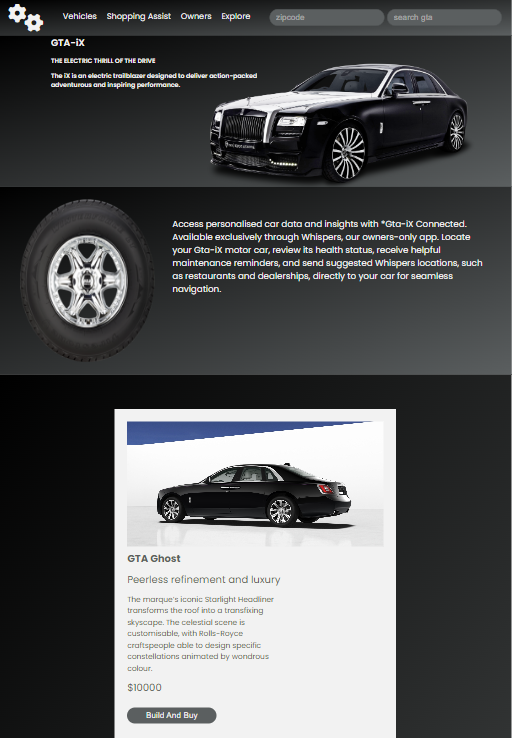 Vehicles Shopping Assist Owners Explore zipcode search gta
GTA-iX
THE ELECTRIC THRILL OF THE DRIVE
The iX is an electric trailblazer designed to deliver action-packed
adventurous and inspiring performance.
Access personalised car data and insights with *Gta-iX Connected.
Available exclusively through Whispers, our owners-only app. Locate
your Gta-iX motor car, review its health status, receive helpful
maintenance reminders, and send suggested Whispers locations, such
as restaurants and dealerships, directly to your car for seamless
navigation.
GTA Ghost
Peerless refinement and luxury
The marque's iconic Starlight Headliner
transforms the roof into a transfixing
skyscape. The celestial scene is
customisable, with Rolls-Royce
craftspeople able to design specific
constellations animated by wondrous
colour.
$10000
Build And Buy